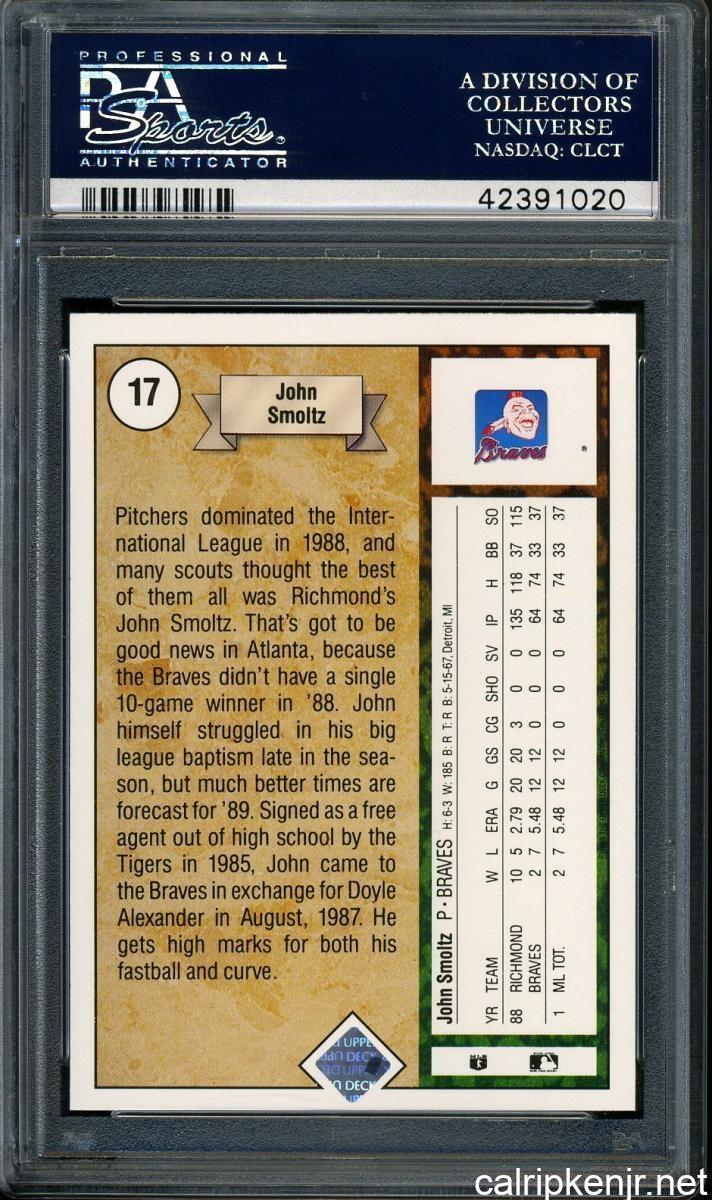 PROFESSIONAL
PSA
Sports
AUTHENTICATOR
A DIVISION OF
COLLECTORS
UNIVERSE
NASDAQ: CLCT
42391020
17
John
Smoltz
Pitchers dominated the Inter-
national League in 1988, and
many scouts thought the best
of them all was Richmond's
John Smoltz. That's got to be
good news in Atlanta, because
the Braves didn't have a single
10-game winner in '88. John
himself struggled in his big
league baptism late in the sea-
son, but much better times are
forecast for '89. Signed as a free
agent out of high school by the
Tigers in 1985, John came to
the Braves in exchange for Doyle
Alexander in August, 1987. He
gets high marks for both his
fastball and curve.
Braves ®
John Smoltz P • BRAVES H: 6-3 W: 185 B: R T: R B: 5-15-67, Detroit, MI
YR TEAM W L ERA G GS CG SHO SV IP H BB SO
88 RICHMOND 10 5 2.79 20 20 3 0 0 135 118 37 115
BRAVES 2 7 5.48 12 12 0 0 0 64 74 33 37
1 ML TOT. 2 7 5.48 12 12 0 0 0 64 74 33 37
UPPER DECK
calripkenjr.net